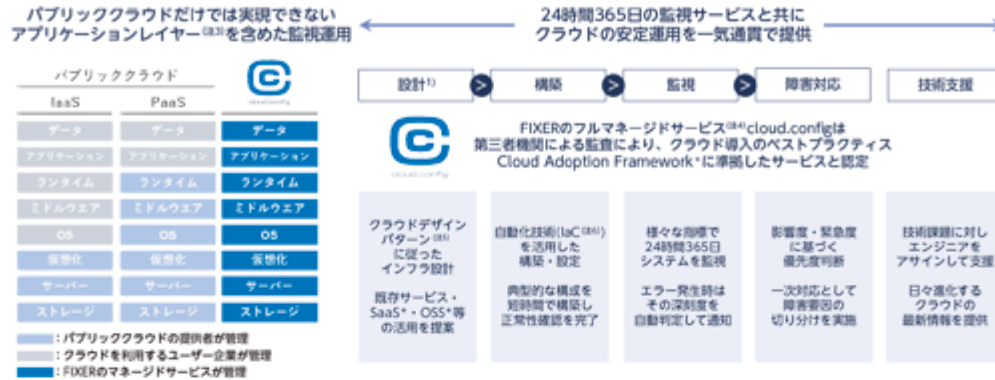 パブリッククラウドだけでは実現できない
アプリケーションレイヤー(注3)を含めた監視運用
24時間365日の監視サービスと共に
クラウドの安定運用を一気通貫で提供
パブリッククラウド
IaaS
PaaS
cloud.config
データ データ データ
アプリケーション アプリケーション アプリケーション
ランタイム ランタイム ランタイム
ミドルウエア ミドルウエア ミドルウエア
OS OS OS
仮想化 仮想化 仮想化
サーバー サーバー サーバー
ストレージ ストレージ ストレージ
：パブリッククラウドの提供者が管理
：クラウドを利用するユーザー企業が管理
：FIXERのマネージドサービスが管理
設計1) > 構築 > 監視 > 障害対応 技術支援
cloud.config
FIXERのフルマネージドサービス(注4)cloud.configは
第三者機関による監査により、クラウド導入のベストプラクティス
Cloud Adoption Framework*に準拠したサービスと認定
クラウドデザイン
パターン(注5)
に従った
インフラ設計
既存サービス・
SaaS*・OSS*等
の活用を提案
自動化技術(IaC(注6))
を活用した
構築・設定
典型的な構成を
短時間で構築し
正常性確認を完了
様々な指標で
24時間365日
システムを監視
エラー発生時は
その深刻度を
自動判定して通知
影響度・緊急度
に基づく
優先度判断
一次対応として
障害要因の
切り分けを実施
技術課題に対し
エンジニアを
アサインして支援
日々進化する
クラウドの
最新情報を提供